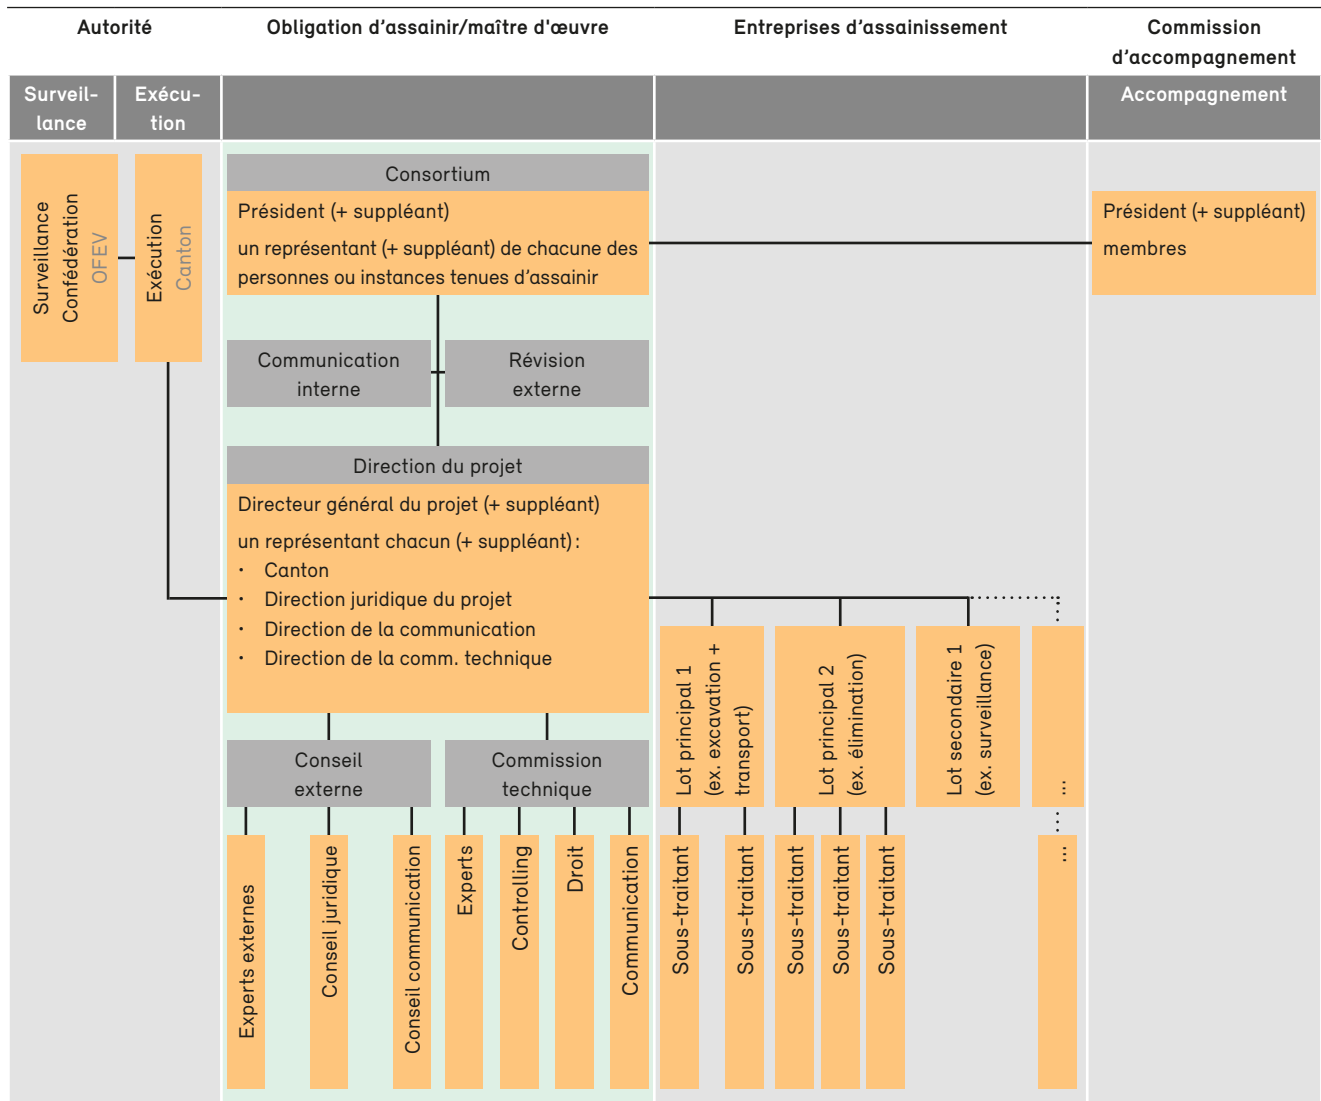 Autorité
Obligation d'assainir/maître d'œuvre
Entreprises d'assainissement
Commission
d'accompagnement
Surveil-
lance
Exécu-
tion
Accompagnement
Surveillance
Confédération
OFEV
Exécution
Canton
Consortium
Président (+ suppléant)
un représentant (+ suppléant) de chacune des
personnes ou instances tenues d'assainir
Président (+ suppléant)
membres
Communication
interne
Révision
externe
Direction du projet
Directeur général du projet (+ suppléant)
un représentant chacun (+ suppléant) :
· Canton
· Direction juridique du projet
· Direction de la communication
· Direction de la comm. technique
Lot principal 1
(ex. excavation +
transport)
Lot principal 2
(ex. élimination)
Lot secondaire 1
(ex. surveillance)
...
Conseil
externe
Commission
technique
Experts externes
Conseil juridique
Conseil communication
Experts
Controlling
Droit
Communication
Sous-traitant
Sous-traitant
Sous-traitant
Sous-traitant
Sous-traitant
...